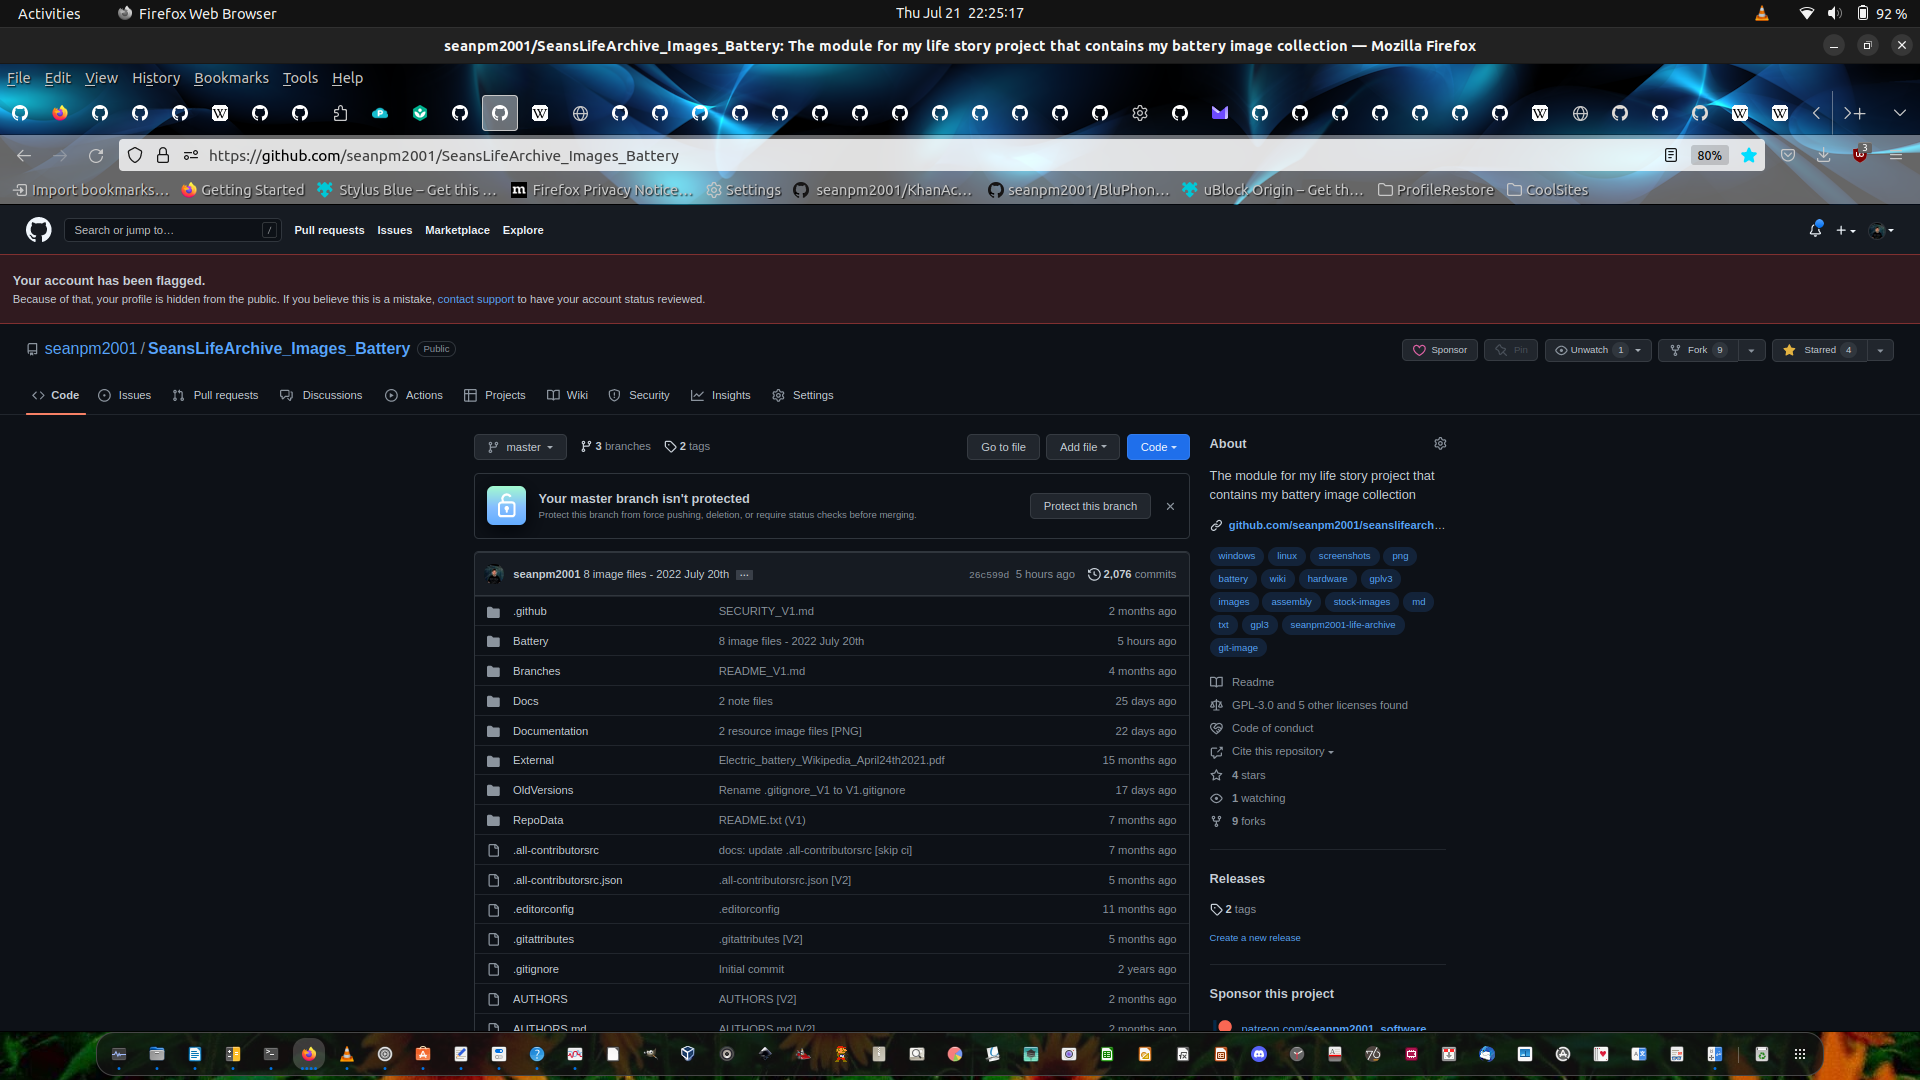 Activities Firefox Web Browser Thu Jul 21 22:25:17 92 %
seanpm2001/SeansLifeArchive_Images_Battery: The module for my life story project that contains my battery image collection — Mozilla Firefox
File Edit View History Bookmarks Tools Help
https://github.com/seanpm2001/SeansLifeArchive_Images_Battery 80% 3
Import bookmarks… Getting Started Stylus Blue – Get this … Firefox Privacy Notice… Settings seanpm2001/KhanAc… seanpm2001/BluPhon… uBlock Origin – Get th… ProfileRestore CoolSites
Search or jump to… / Pull requests Issues Marketplace Explore
Your account has been flagged.
Because of that, your profile is hidden from the public. If you believe this is a mistake, contact support to have your account status reviewed.
seanpm2001 / SeansLifeArchive_Images_Battery Public Sponsor Pin Unwatch 1 Fork 9 Starred 4
Code Issues Pull requests Discussions Actions Projects Wiki Security Insights Settings
master 3 branches 2 tags Go to file Add file Code
Your master branch isn't protected
Protect this branch from force pushing, deletion, or require status checks before merging.
Protect this branch
seanpm2001 8 image files - 2022 July 20th … 26c599d 5 hours ago 2,076 commits
.github SECURITY_V1.md 2 months ago
Battery 8 image files - 2022 July 20th 5 hours ago
Branches README_V1.md 4 months ago
Docs 2 note files 25 days ago
Documentation 2 resource image files [PNG] 22 days ago
External Electric_battery_Wikipedia_April24th2021.pdf 15 months ago
OldVersions Rename .gitignore_V1 to V1.gitignore 17 days ago
RepoData README.txt (V1) 7 months ago
.all-contributorsrc docs: update .all-contributorsrc [skip ci] 7 months ago
.all-contributorsrc.json .all-contributorsrc.json [V2] 5 months ago
.editorconfig .editorconfig 11 months ago
.gitattributes .gitattributes [V2] 5 months ago
.gitignore Initial commit 2 years ago
AUTHORS AUTHORS [V2] 2 months ago
AUTHORS.md AUTHORS.md [V2] 2 months ago
About
The module for my life story project that
contains my battery image collection
github.com/seanpm2001/seanslifearch…
windows linux screenshots png
battery wiki hardware gplv3
images assembly stock-images md
txt gpl3 seanpm2001-life-archive
git-image
Readme
GPL-3.0 and 5 other licenses found
Code of conduct
Cite this repository
4 stars
1 watching
9 forks
Releases
2 tags
Create a new release
Sponsor this project
patreon.com/seanpm2001_software